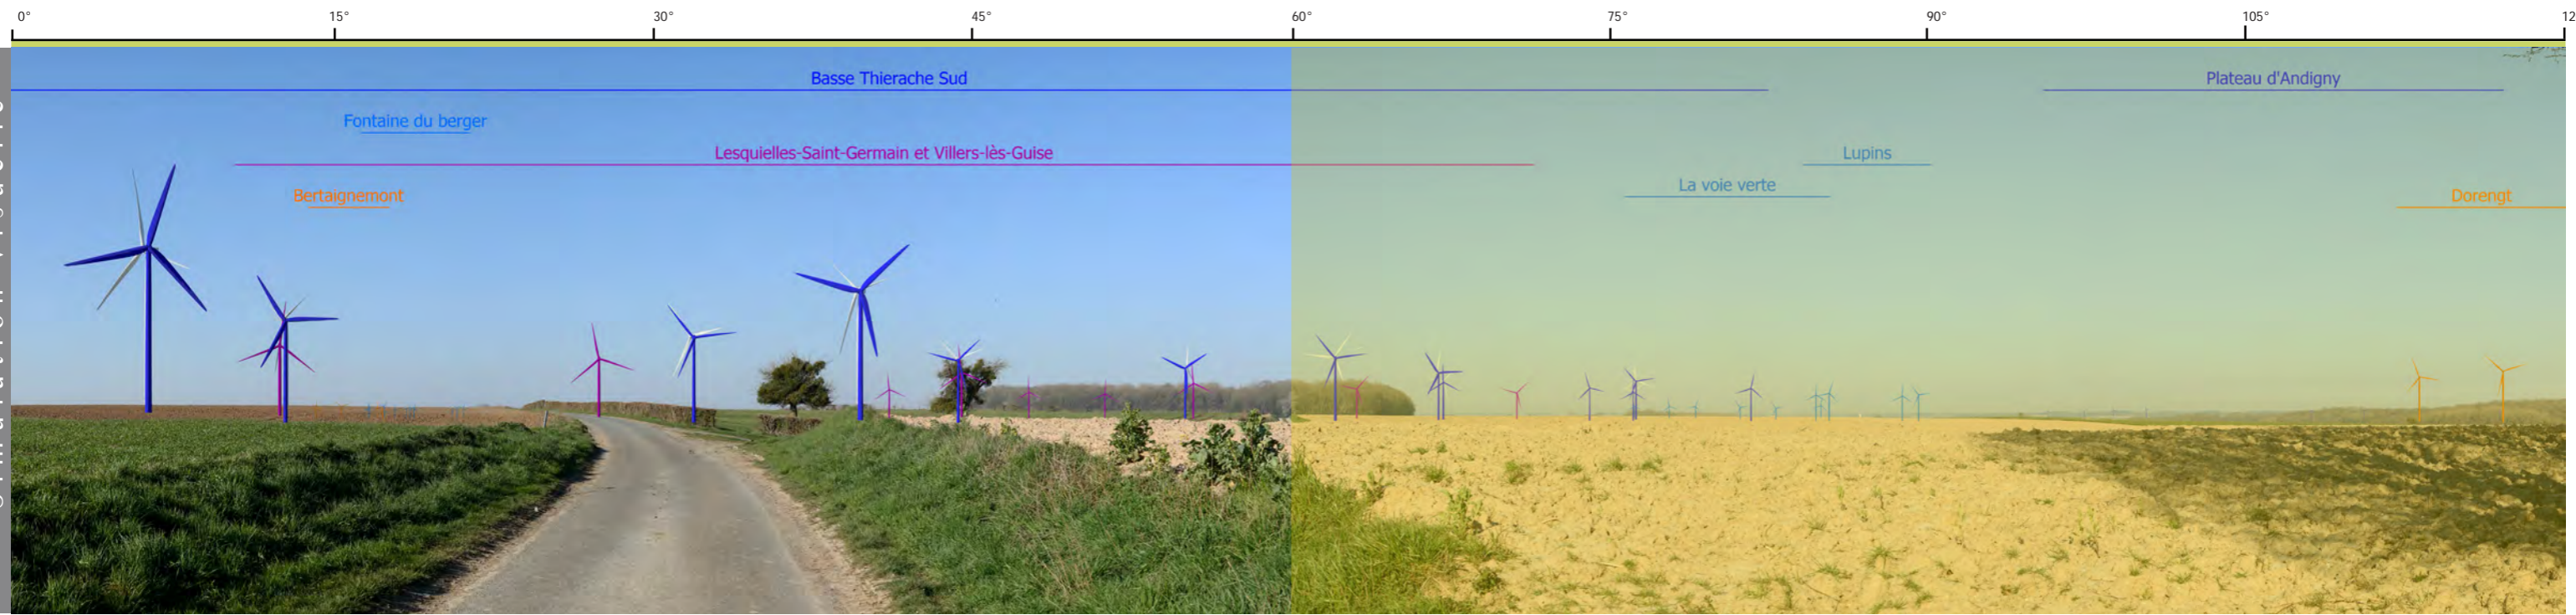 0° 15° 30° 45° 60° 75° 90° 105° 12
Basse Thierache Sud
Plateau d'Andigny
Fontaine du berger
Lesquielles-Saint-Germain et Villers-lès-Guise
Lupins
La voie verte
Bertaignemont
Dorengt